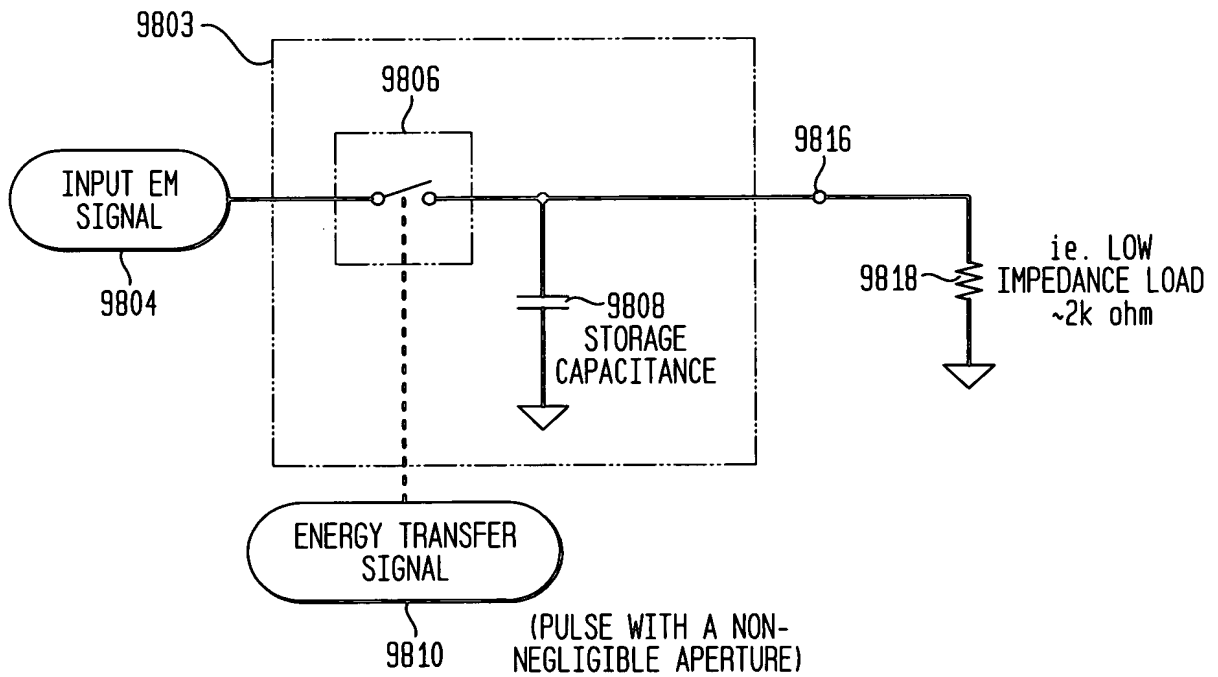 9803
9806
INPUT EM
SIGNAL
9804
9816
9818
ie. LOW
IMPEDANCE LOAD
~2k ohm
9808
STORAGE
CAPACITANCE
ENERGY TRANSFER
SIGNAL
9810
(PULSE WITH A NON-
NEGLIGIBLE APERTURE)